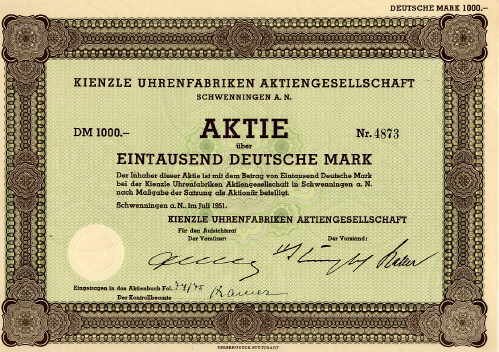 DEUTSCHE MARK 1000.-
KIENZLE UHRENFABRIKEN AKTIENGESELLSCHAFT
SCHWENNINGEN A. N.
DM 1000.-
AKTIE
Nr. 4873
über
EINTAUSEND DEUTSCHE MARK
Der Inhaber dieser Aktie ist mit dem Betrag von Eintausend Deutsche Mark
bei der Kienzle Uhrenfabriken Aktiengesellschaft in Schwenningen a. N.
nach Maßgabe der Satzung als Aktionär beteiligt.
Schwenningen a. N., im Juli 1951.
KIENZLE UHRENFABRIKEN AKTIENGESELLSCHAFT
Für den Aufsichtsrat
Der Vorsitzer:
Der Vorstand:
Eingetragen in das Aktienbuch Fol.
Der Kontrollbeamte